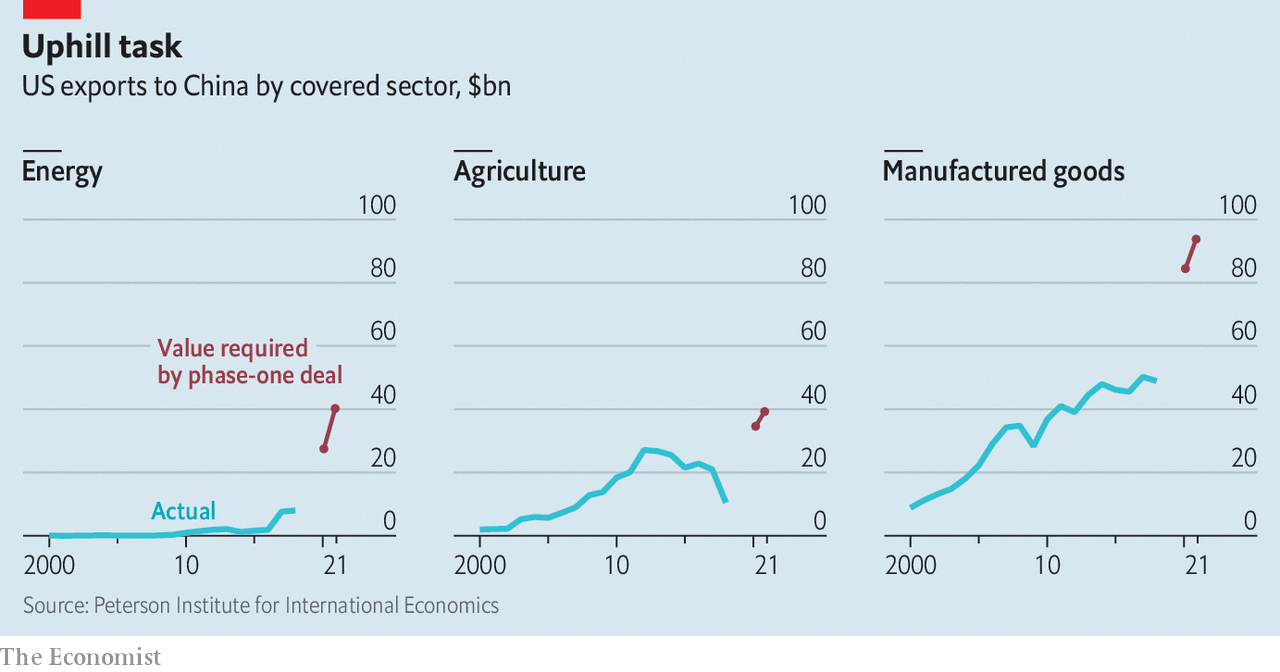 Uphill task
US exports to China by covered sector, $bn
Energy
100
80
60
40
20
0
Value required
by phase-one deal
Actual
2000 10 21
Agriculture
100
80
60
40
20
0
2000 10 21
Manufactured goods
100
80
60
40
20
0
2000 10 21
Source: Peterson Institute for International Economics
The Economist